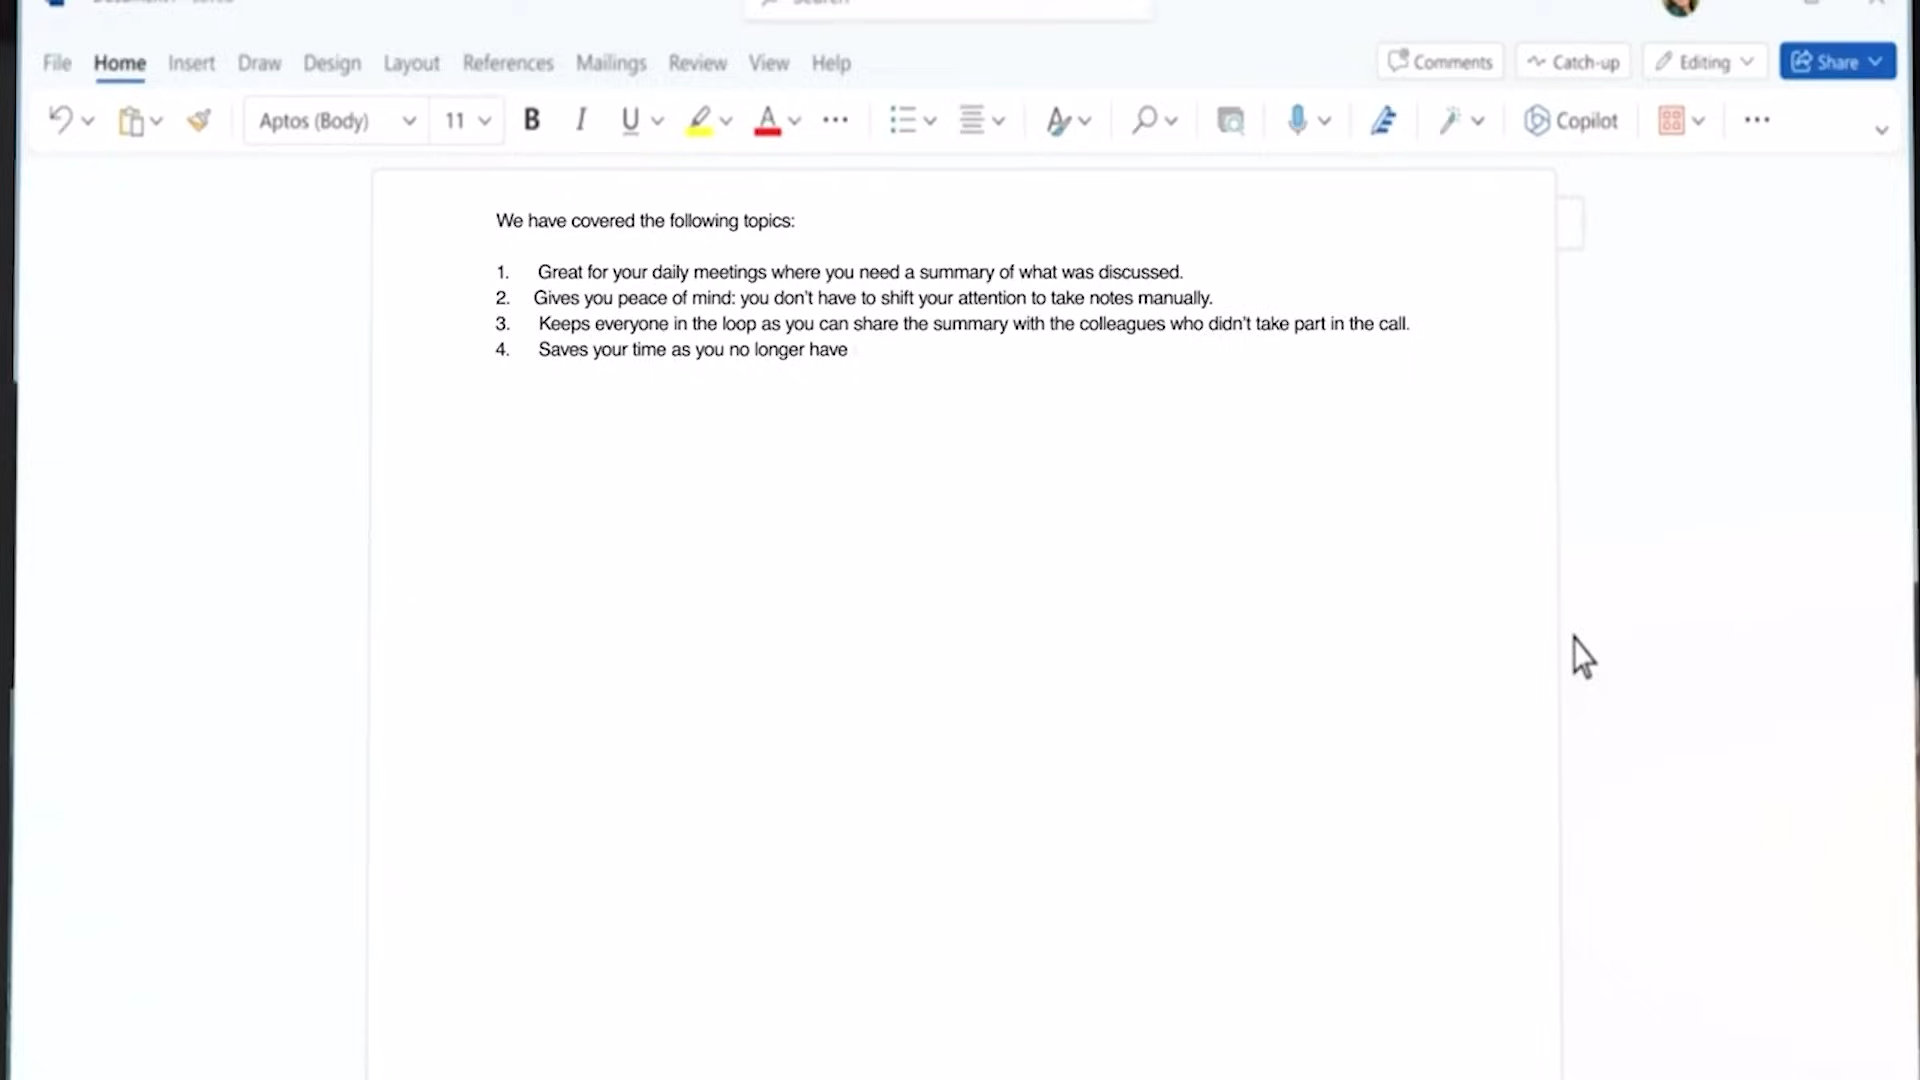 File Home Insert Draw Design Layout References Mailings Review View Help Comments Catch-up Editing Share
Aptos (Body) 11 B I U A Copilot
We have covered the following topics:
1. Great for your daily meetings where you need a summary of what was discussed.
2. Gives you peace of mind: you don't have to shift your attention to take notes manually.
3. Keeps everyone in the loop as you can share the summary with the colleagues who didn't take part in the call.
4. Saves your time as you no longer have